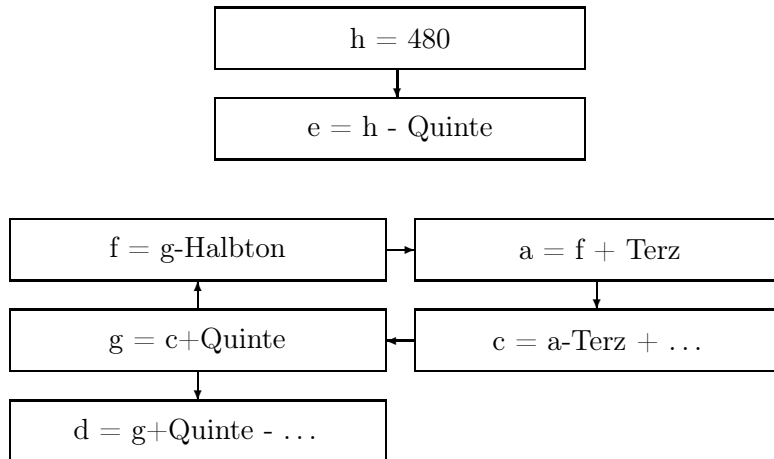 h = 480
e = h - Quinte
f = g-Halbton
a = f + Terz
g = c+Quinte
c = a-Terz + ...
d = g+Quinte - ...